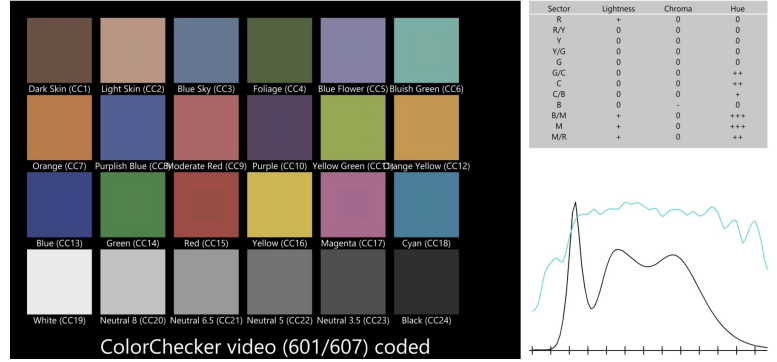 Dark Skin (CC1) Light Skin (CC2) Blue Sky (CC3) Foliage (CC4) Blue Flower (CC5) Bluish Green (CC6)
Orange (CC7) Purplish Blue (CC8) Moderate Red (CC9) Purple (CC10) Yellow Green (CC11) Orange Yellow (CC12)
Blue (CC13) Green (CC14) Red (CC15) Yellow (CC16) Magenta (CC17) Cyan (CC18)
White (CC19) Neutral 8 (CC20) Neutral 6.5 (CC21) Neutral 5 (CC22) Neutral 3.5 (CC23) Black (CC24)
ColorChecker video (601/607) coded
Sector Lightness Chroma Hue
R + 0 0
R/Y 0 0 0
Y 0 0 0
Y/G 0 0 0
G 0 0 0
G/C 0 0 ++
C 0 0 ++
C/B 0 0 +
B 0 - 0
B/M + 0 +++
M + 0 +++
M/R + 0 ++